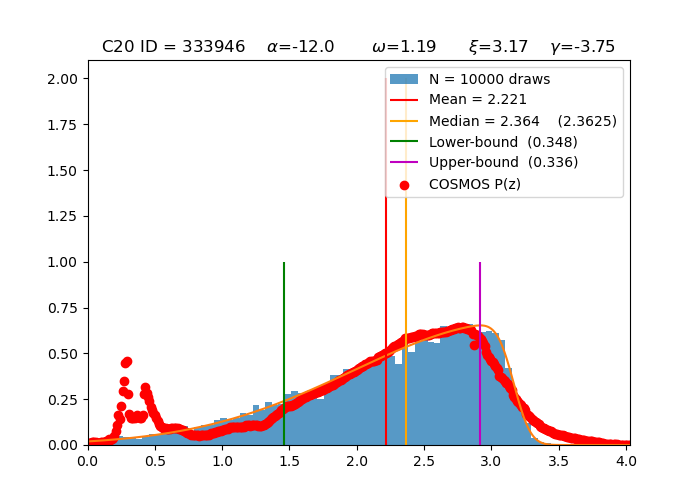 C20 ID = 333946 α=-12.0 ω=1.19 ξ=3.17 γ=-3.75
N = 10000 draws
Mean = 2.221
Median = 2.364 (2.3625)
Lower-bound (0.348)
Upper-bound (0.336)
COSMOS P(z)
2.00
1.75
1.50
1.25
1.00
0.75
0.50
0.25
0.00
0.0 0.5 1.0 1.5 2.0 2.5 3.0 3.5 4.0